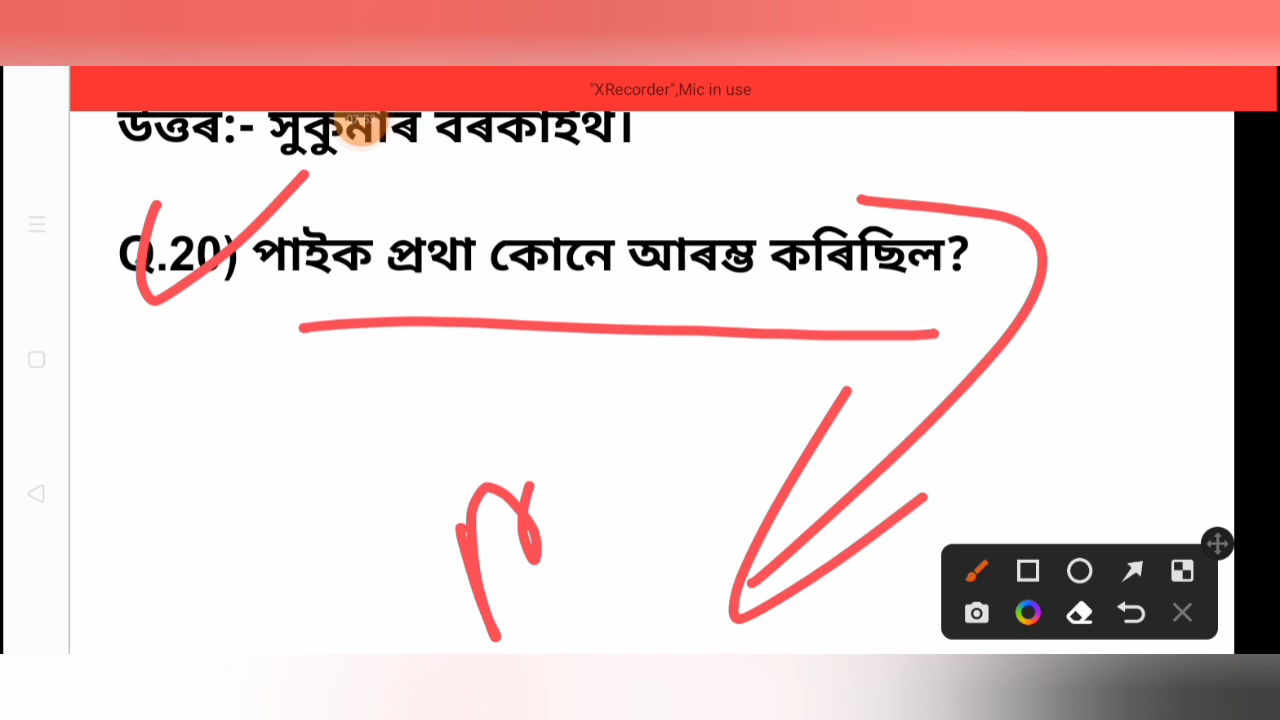 "XRecorder",Mic in use
উত্তৰ:- সুকুমাৰ বৰকাইথ।
Q.20) পাইক প্ৰথা কোনে আৰম্ভ কৰিছিল?